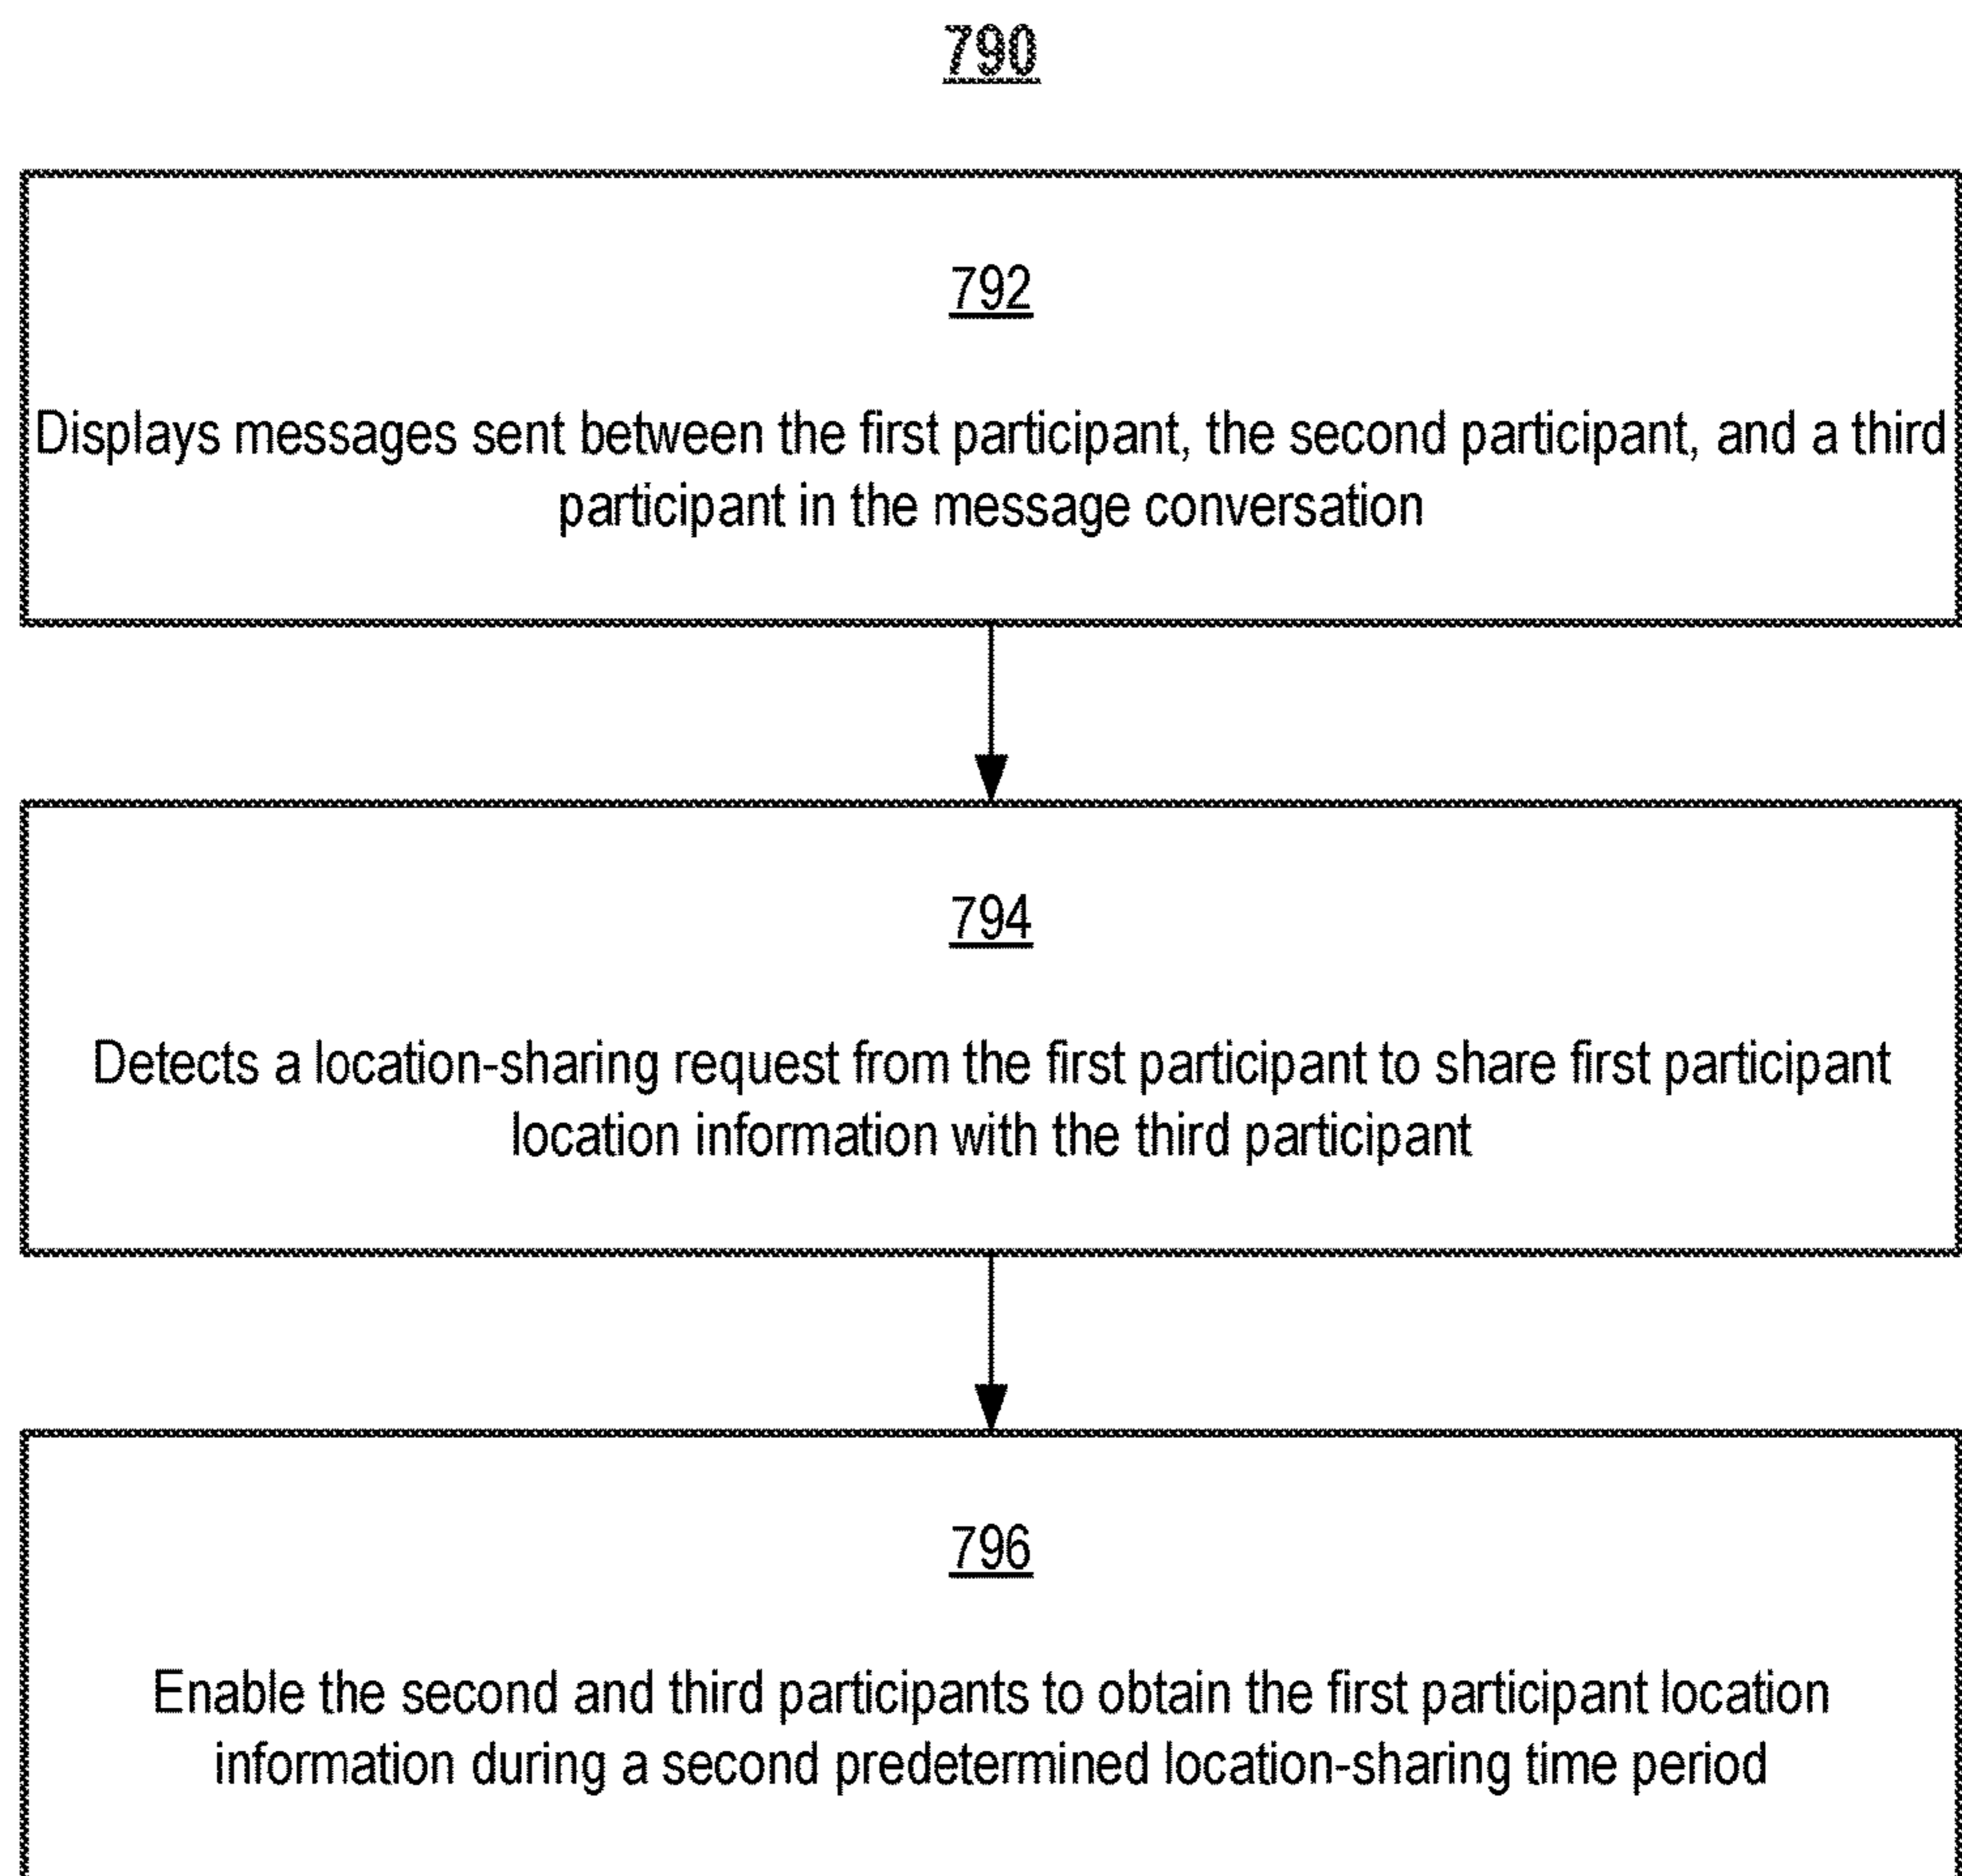 790
792
Displays messages sent between the first participant, the second participant, and a third
participant in the message conversation
794
Detects a location-sharing request from the first participant to share first participant
location information with the third participant
796
Enable the second and third participants to obtain the first participant location
information during a second predetermined location-sharing time period